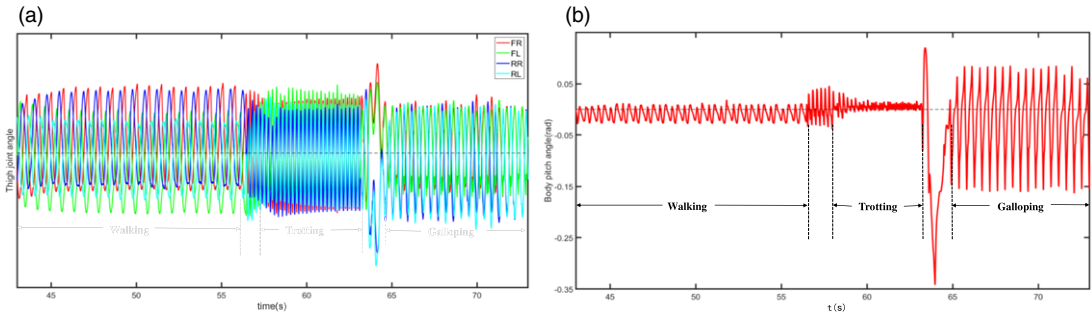 (a)
FR
FL
RR
RL
Thigh joint angle
Walking
Trotting
Galloping
45 50 55 60 65 70
time(s)
(b)
0.05
-0.05
-0.15
-0.25
-0.35
Body pitch angle(rad)
Walking
Trotting
Galloping
45 50 55 60 65 70
t(s)